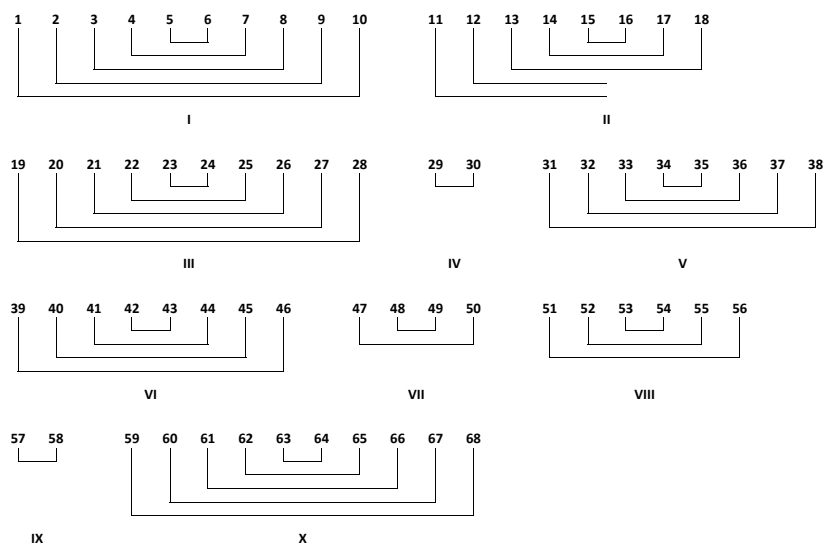 1 2 3 4 5 6 7 8 9 10 11 12 13 14 15 16 17 18
I II
19 20 21 22 23 24 25 26 27 28 29 30 31 32 33 34 35 36 37 38
III IV V
39 40 41 42 43 44 45 46 47 48 49 50 51 52 53 54 55 56
VI VII VIII
57 58 59 60 61 62 63 64 65 66 67 68
IX X